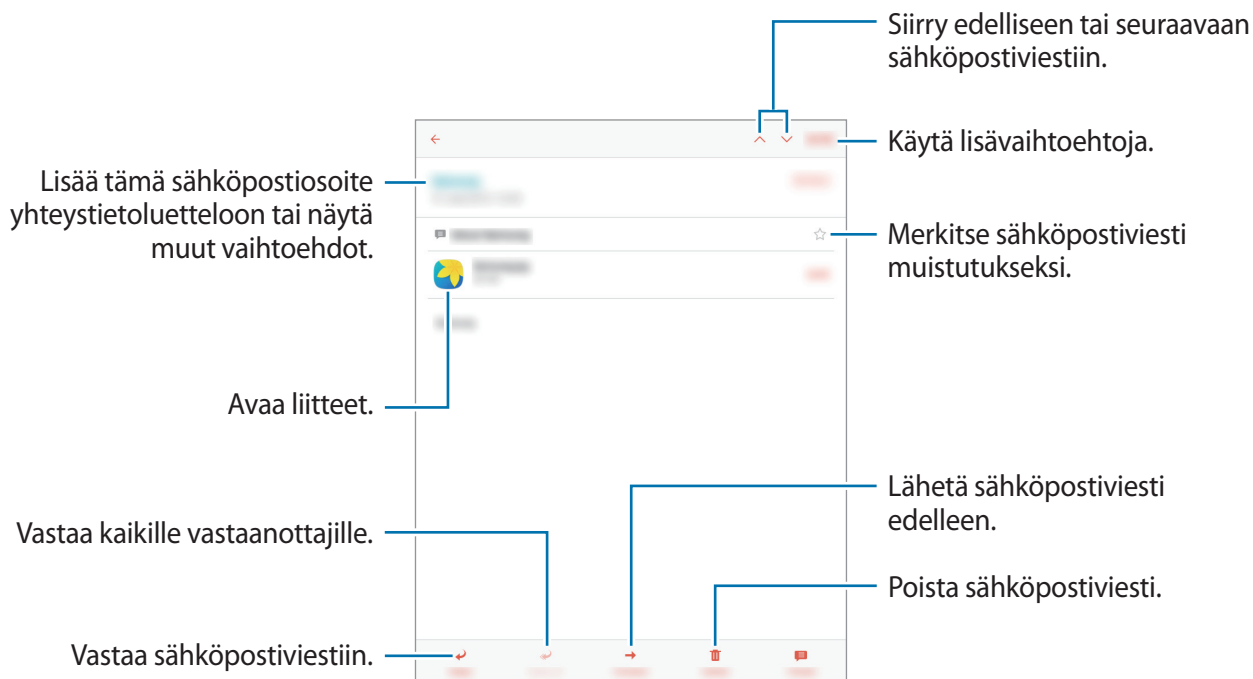 Siirry edelliseen tai seuraavaan
sähköpostiviestiin.
Käytä lisävaihtoehtoja.
Lisää tämä sähköpostiosoite
yhteystietoluetteloon tai näytä
muut vaihtoehdot.
Merkitse sähköpostiviesti
muistutukseksi.
Avaa liitteet.
Lähetä sähköpostiviesti
edelleen.
Vastaa kaikille vastaanottajille.
Poista sähköpostiviesti.
Vastaa sähköpostiviestiin.